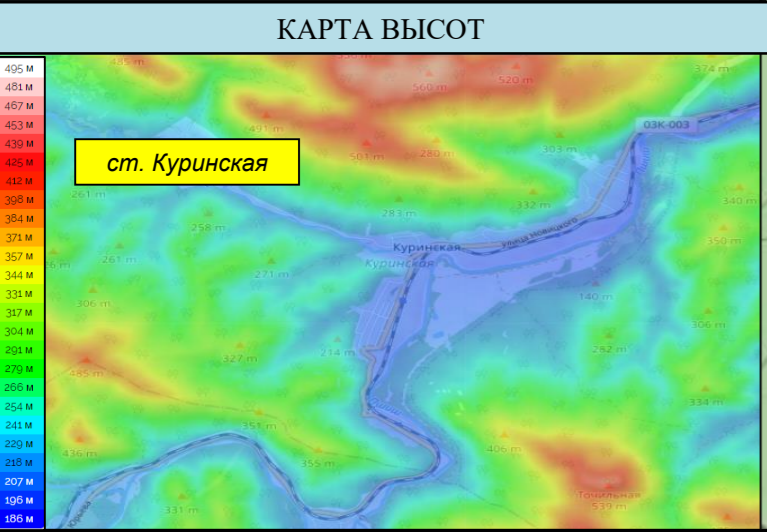 КАРТА ВЫСОТ
495 м
481 м
467 м
453 м
439 м
425 м
412 м
398 м
384 м
371 м
357 м
344 м
331 м
317 м
304 м
291 м
279 м
266 м
254 м
241 м
229 м
218 м
207 м
196 м
186 м
485 m
560 m
520 m
374 m
491 m
03К-003
501 m
280 m
303 m
ст. Куринская
261 m
258 m
283 m
332 m
340 m
улица Новицкого
Куринская
Куринская
350 m
261 m
271 m
306 m
140 m
306 m
214 m
282 m
327 m
485 m
334 m
351 m
406 m
436 m
355 m
Точильная
539 m
331 m